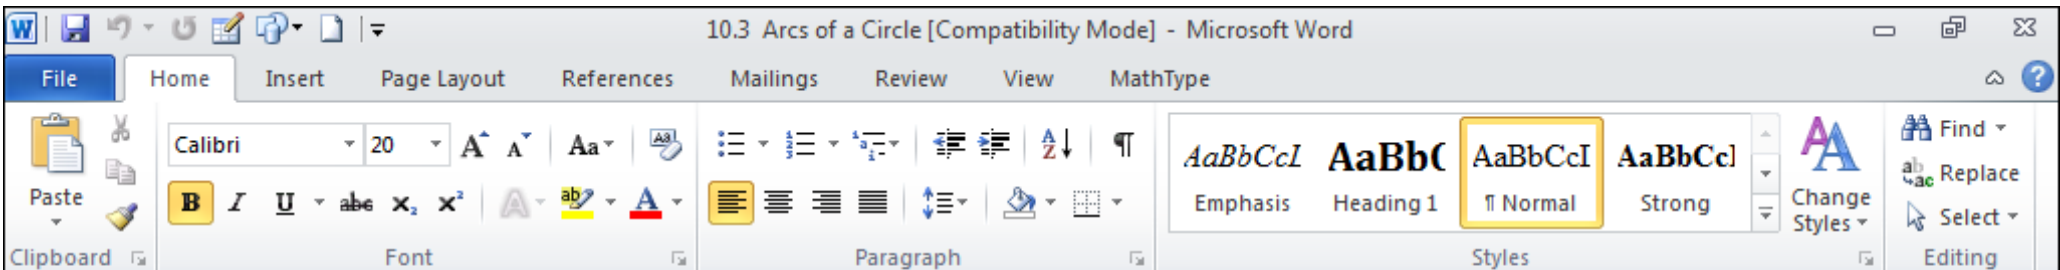 10.3 Arcs of a Circle [Compatibility Mode] - Microsoft Word
File Home Insert Page Layout References Mailings Review View MathType
Calibri 20 A A Aa
AaBbCcI AaBb( AaBbCcI AaBbCcl
Find
Replace
Select
Paste
B I U abc x₂ x²
A ab A
Emphasis Heading 1 ¶ Normal Strong
Change
Styles
Clipboard Font Paragraph Styles Editing